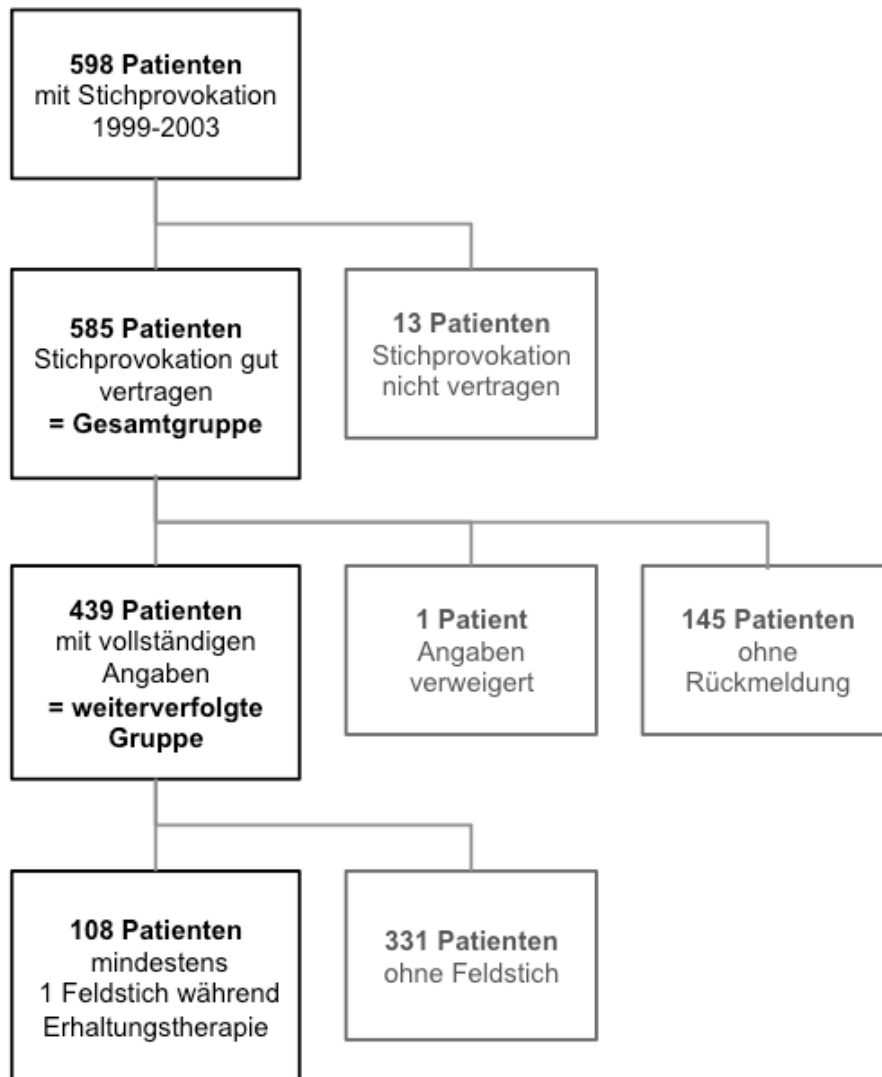 598 Patienten
mit Stichprovokation
1999-2003
585 Patienten
Stichprovokation gut
vertragen
= Gesamtgruppe
13 Patienten
Stichprovokation
nicht vertragen
439 Patienten
mit vollständigen
Angaben
= weiterverfolgte
Gruppe
1 Patient
Angaben
verweigert
145 Patienten
ohne
Rückmeldung
108 Patienten
mindestens
1 Feldstich während
Erhaltungstherapie
331 Patienten
ohne Feldstich